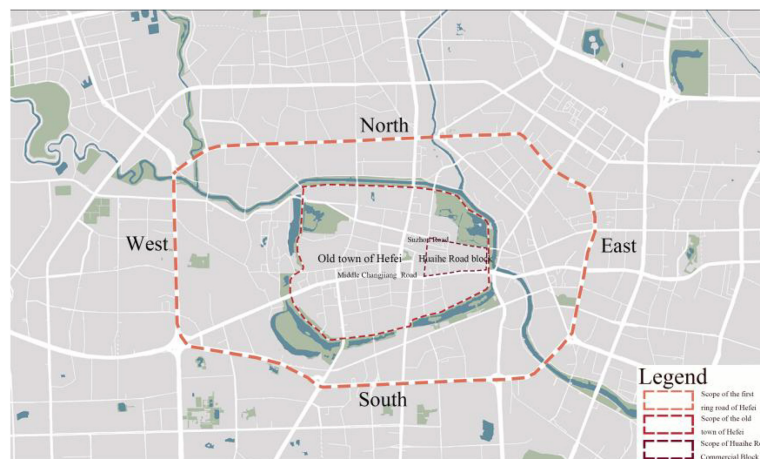 North
West
East
South
Suzhou Road
Old town of Hefei
Huaihe Road block
Middle Changjiang Road
Legend
Scope of the first
ring road of Hefei
Scope of the old
town of Hefei
Scope of Huaihe Ro
Commercial Block